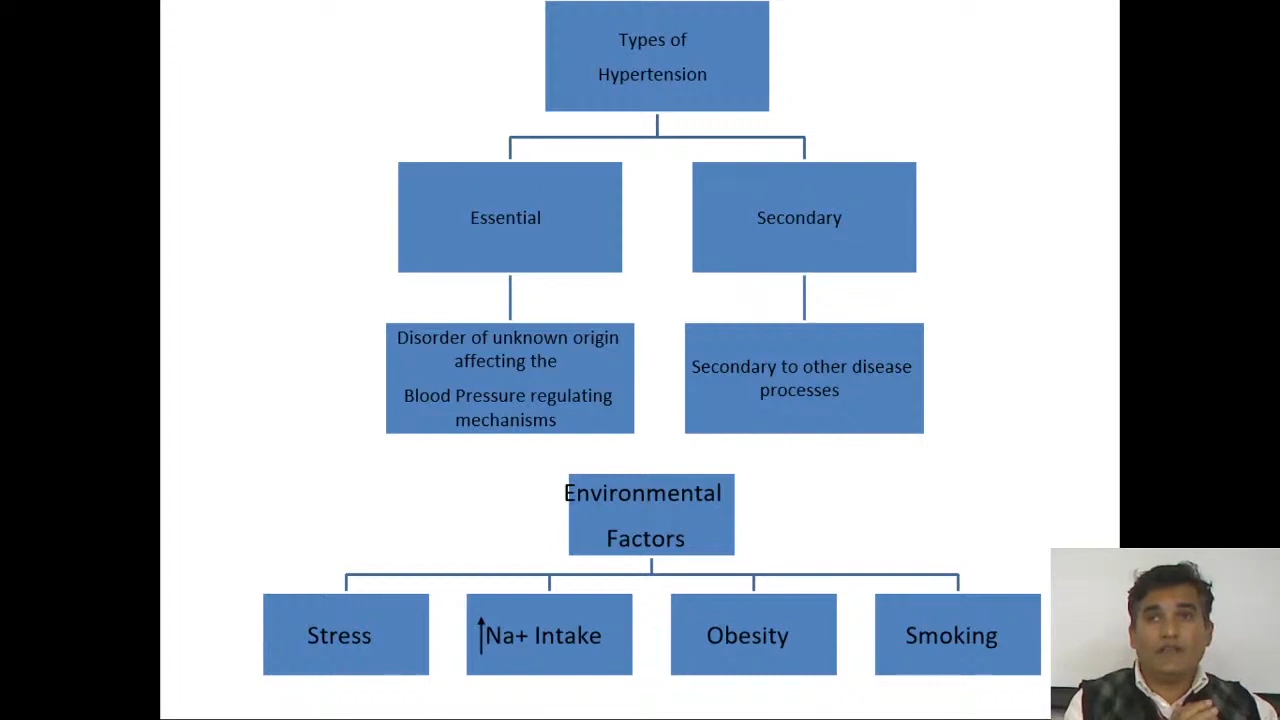 Types of
Hypertension
Essential
Secondary
Disorder of unknown origin
affecting the
Blood Pressure regulating
mechanisms
Secondary to other disease
processes
Environmental
Factors
Stress
↑Na+ Intake
Obesity
Smoking